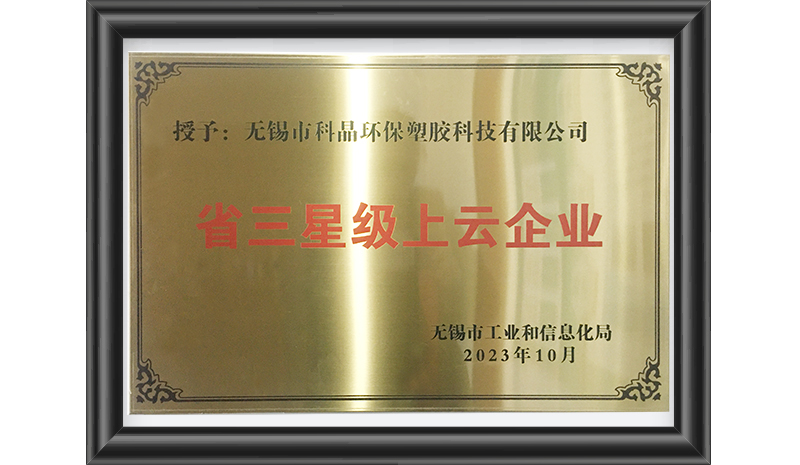 授予：无锡市科晶环保塑胶科技有限公司
省三星级上云企业
无锡市工业和信息化局
2023年10月